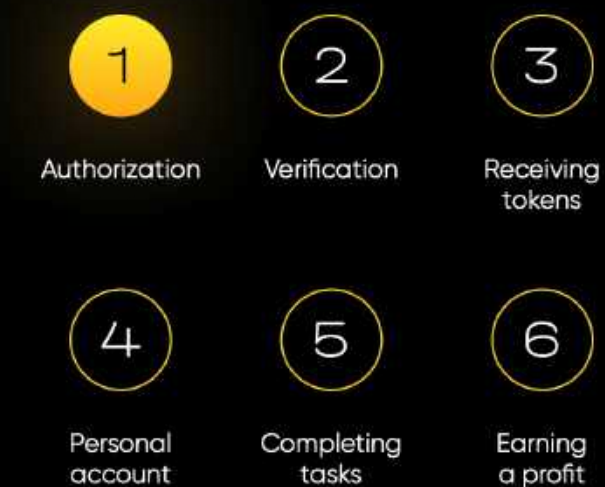 1 2 3
Authorization Verification Receiving
tokens
4 5 6
Personal Completing Earning
account tasks a profit